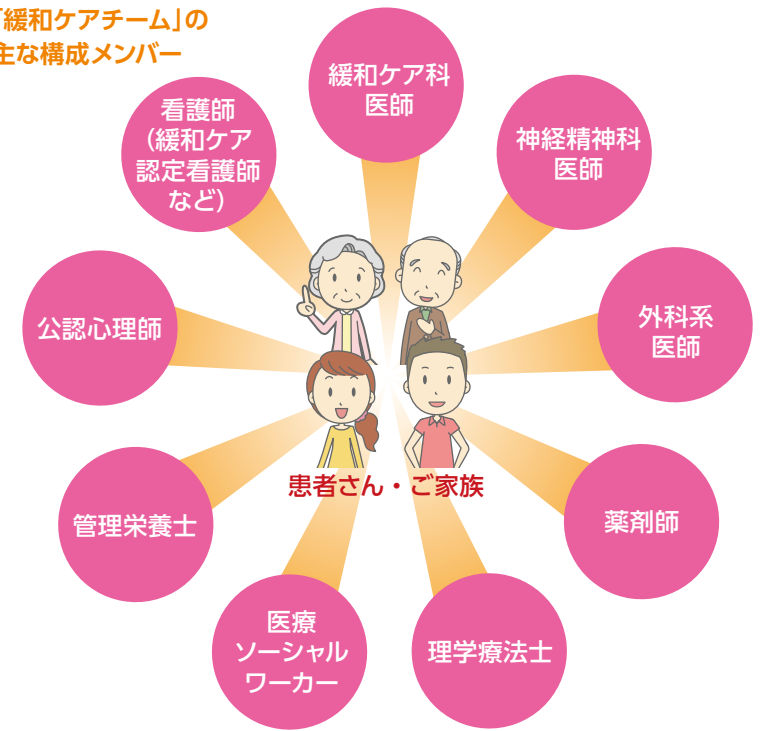 「緩和ケアチーム」の
主な構成メンバー
緩和ケア科
医師
神経精神科
医師
外科系
医師
薬剤師
理学療法士
医療
ソーシャル
ワーカー
管理栄養士
公認心理師
看護師
（緩和ケア
認定看護師
など）
患者さん・ご家族